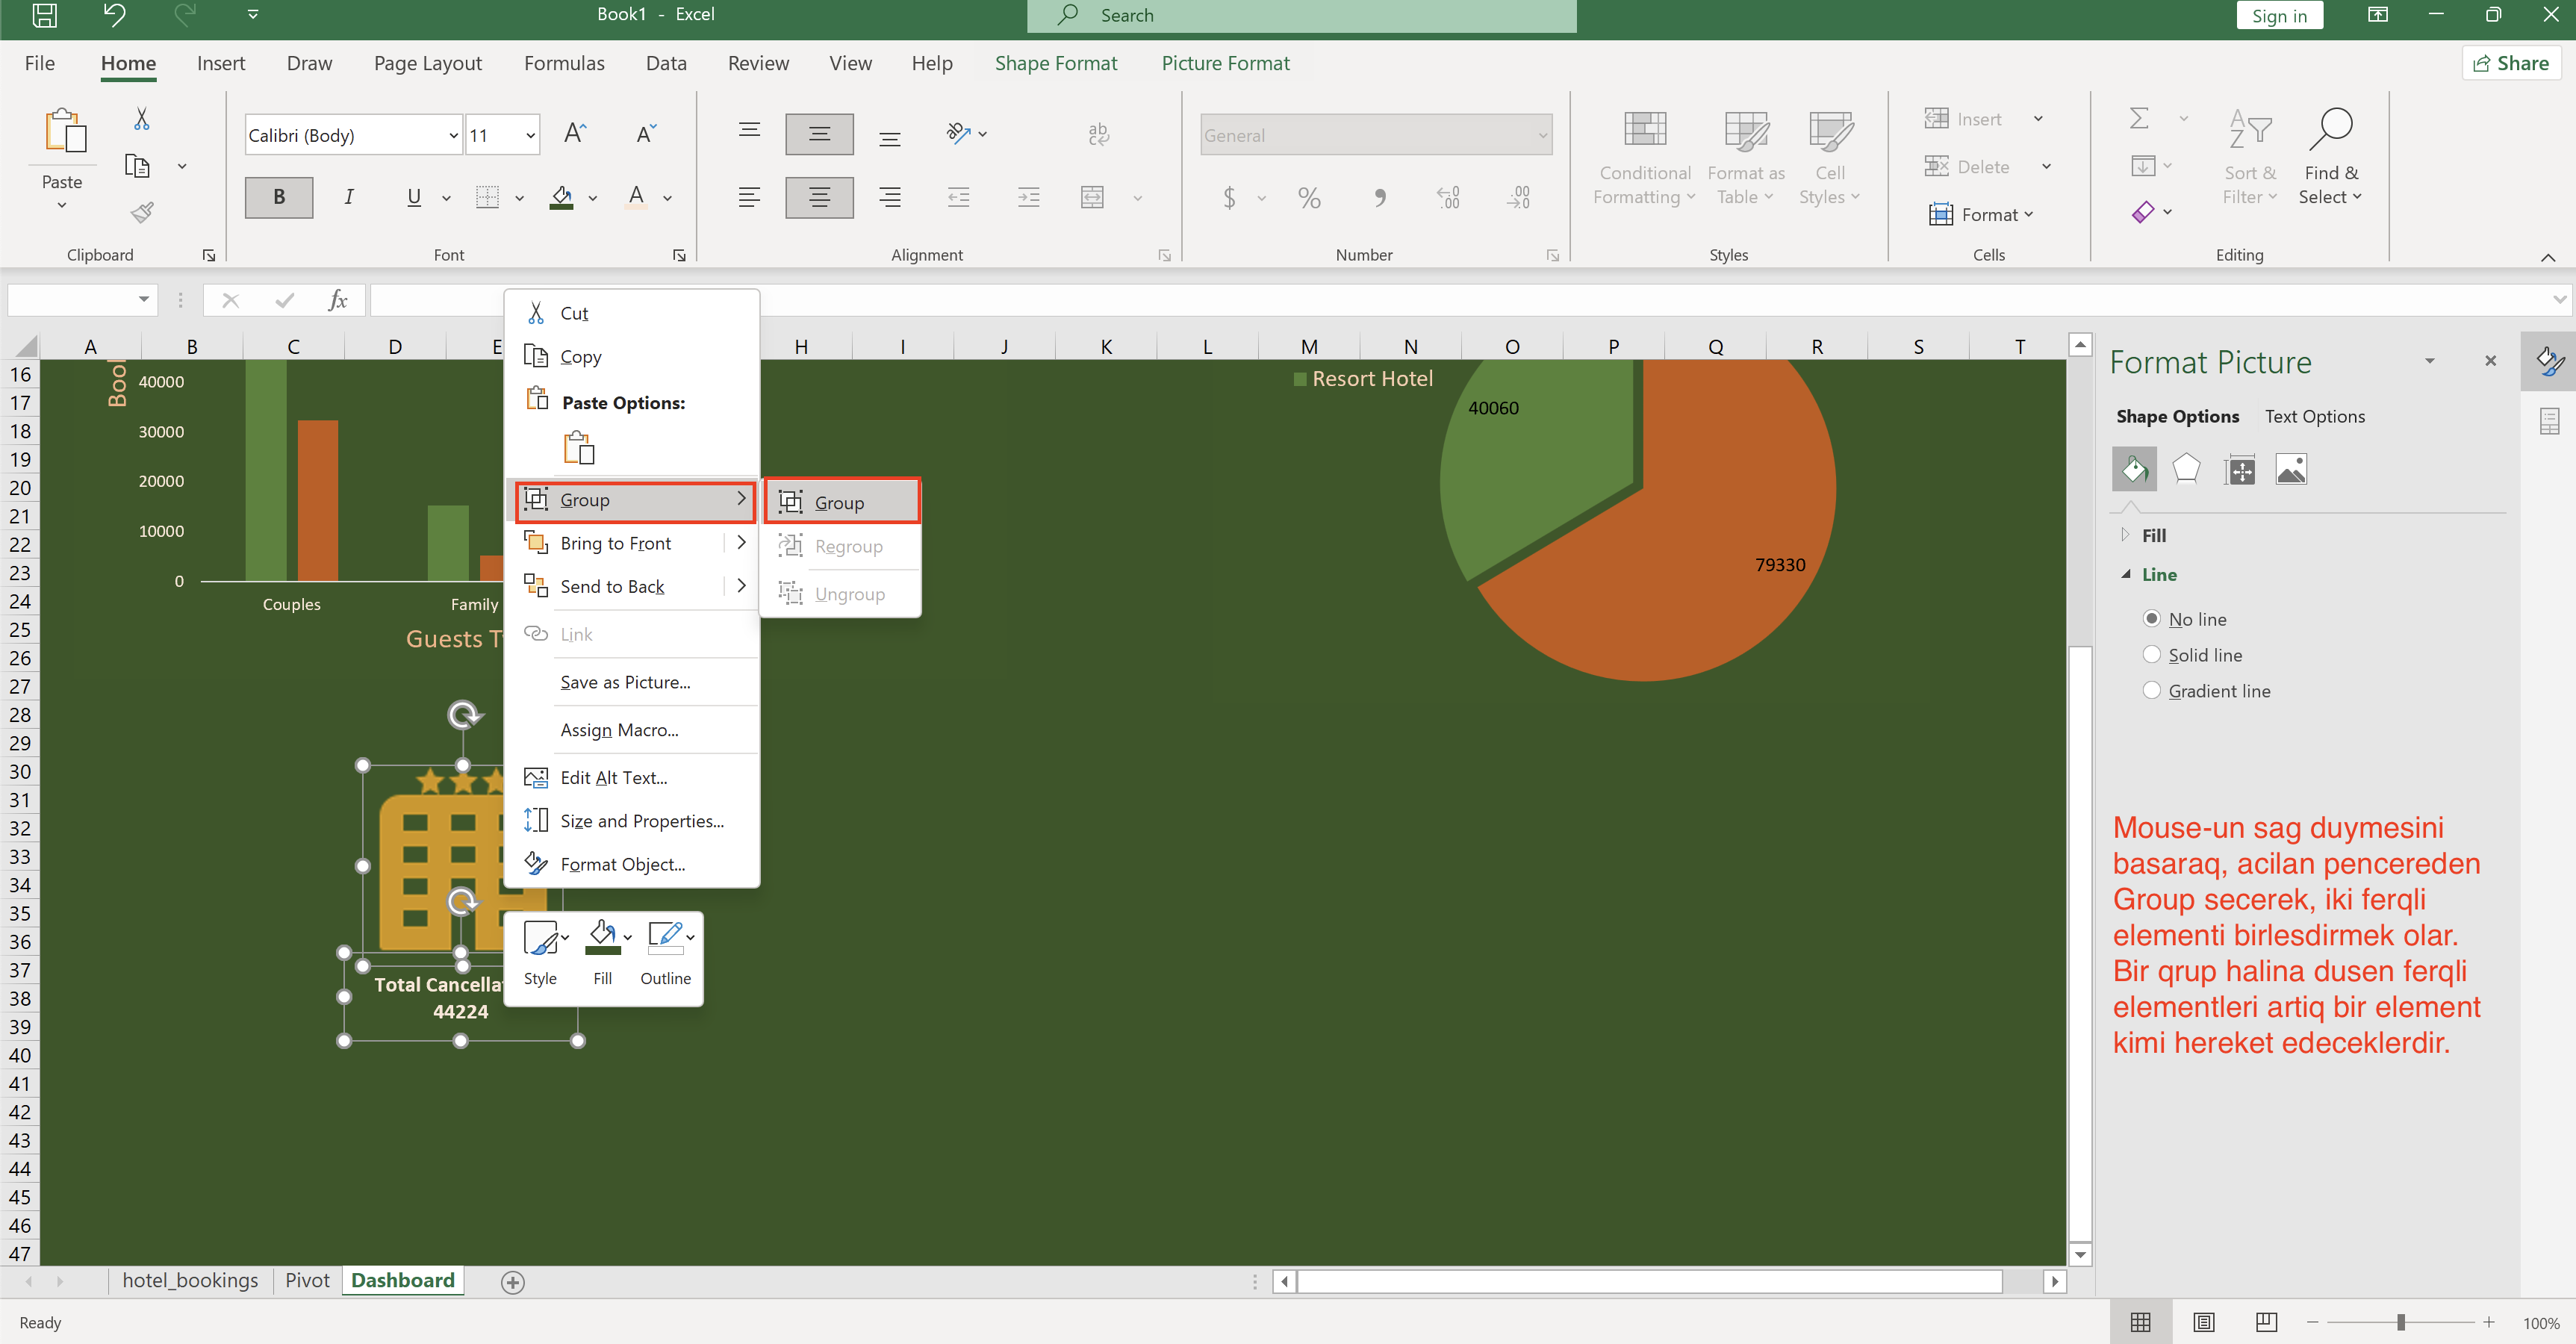 Book1 - Excel
Search
Sign in
File Home Insert Draw Page Layout Formulas Data Review View Help Shape Format Picture Format
Share
Paste
Calibri (Body) 11
B I U
General
$ %
Conditional Formatting
Format as Table
Cell Styles
Insert
Delete
Format
Sort & Filter
Find & Select
Clipboard Font Alignment Number Styles Cells Editing
fx
A B C D E H I J K L M N O P Q R S T
16
17
18
19
20
21
22
23
24
25
26
27
28
29
30
31
32
33
34
35
36
37
38
39
40
41
42
43
44
45
46
47
Boo
40000
30000
20000
10000
0
Couples Family
Guests T
Cut
Copy
Paste Options:
Group
Bring to Front
Send to Back
Link
Save as Picture...
Assign Macro...
Edit Alt Text...
Size and Properties...
Format Object...
Group
Regroup
Ungroup
Style Fill Outline
Total Cancella
44224
Resort Hotel
40060
79330
Format Picture
Shape Options Text Options
Fill
Line
No line
Solid line
Gradient line
Mouse-un sag duymesini
basaraq, acilan pencereden
Group secerek, iki ferqli
elementi birlesdirmek olar.
Bir qrup halina dusen ferqli
elementleri artiq bir element
kimi hereket edeceklerdir.
hotel_bookings Pivot Dashboard
Ready
100%